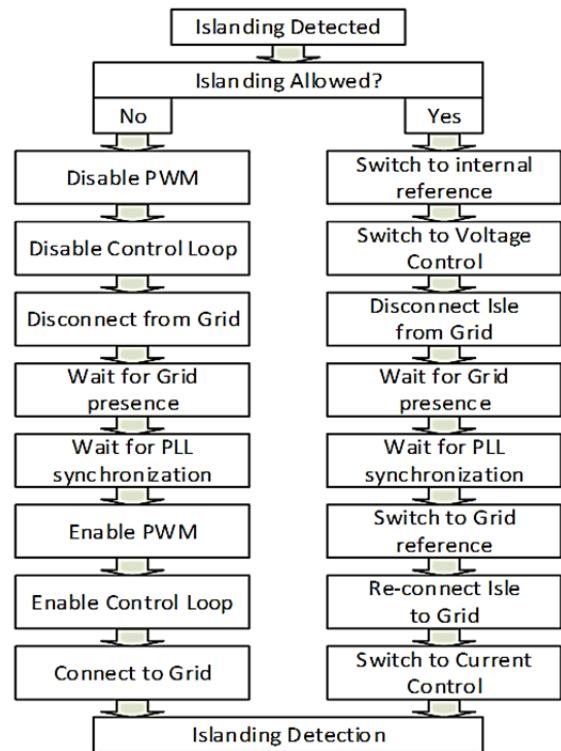 Islanding Detected
Islanding Allowed?
No
Yes
Disable PWM
Disable Control Loop
Disconnect from Grid
Wait for Grid
presence
Wait for PLL
synchronization
Enable PWM
Enable Control Loop
Connect to Grid
Switch to internal
reference
Switch to Voltage
Control
Disconnect Isle
from Grid
Wait for Grid
presence
Wait for PLL
synchronization
Switch to Grid
reference
Re-connect Isle
to Grid
Switch to Current
Control
Islanding Detection